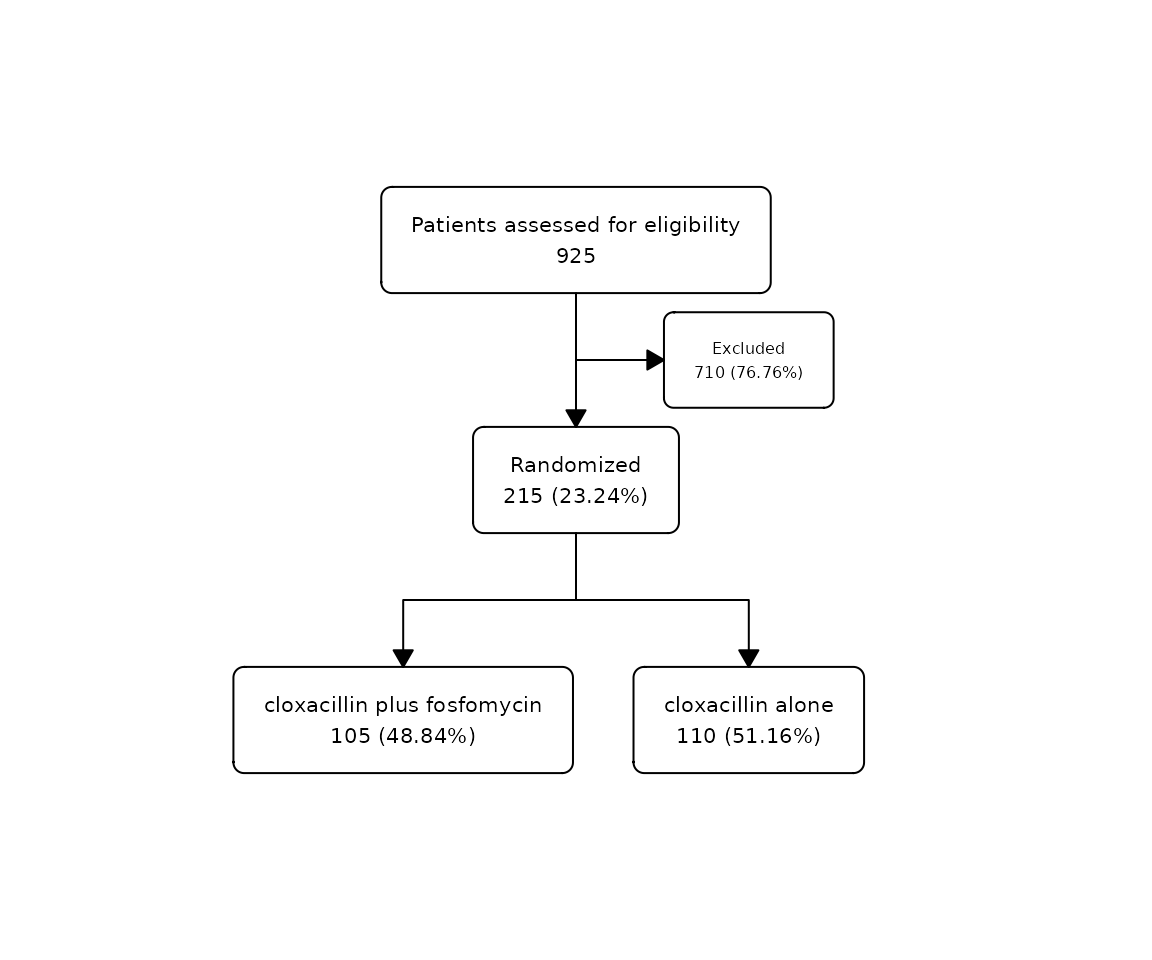 Patients assessed for eligibility
925
Excluded
710 (76.76%)
Randomized
215 (23.24%)
cloxacillin plus fosfomycin
105 (48.84%)
cloxacillin alone
110 (51.16%)